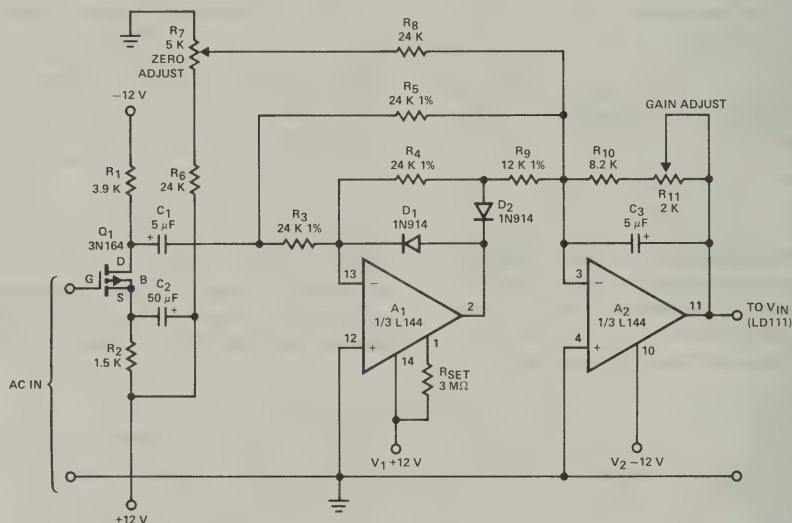 R7
5 K
ZERO
ADJUST
R8
24 K
−12 V
R5
24 K 1%
GAIN ADJUST
R1
3.9 K
R6
24 K
R4
24 K 1%
R9
12 K 1%
R10
8.2 K
R11
2 K
Q1
3N164
C1
5 μF
+
R3
24 K 1%
D1
1N914
D2
1N914
C3
5 μF
+
D
G
B
S
C2
50 μF
+
13
−
A1
1/3 L144
2
12
+
1
14
3
−
A2
1/3 L144
11
4
+
10
TO VIN
(LD111)
R2
1.5 K
RSET
3 MΩ
AC IN
V1 +12 V
V2 −12 V
+12 V